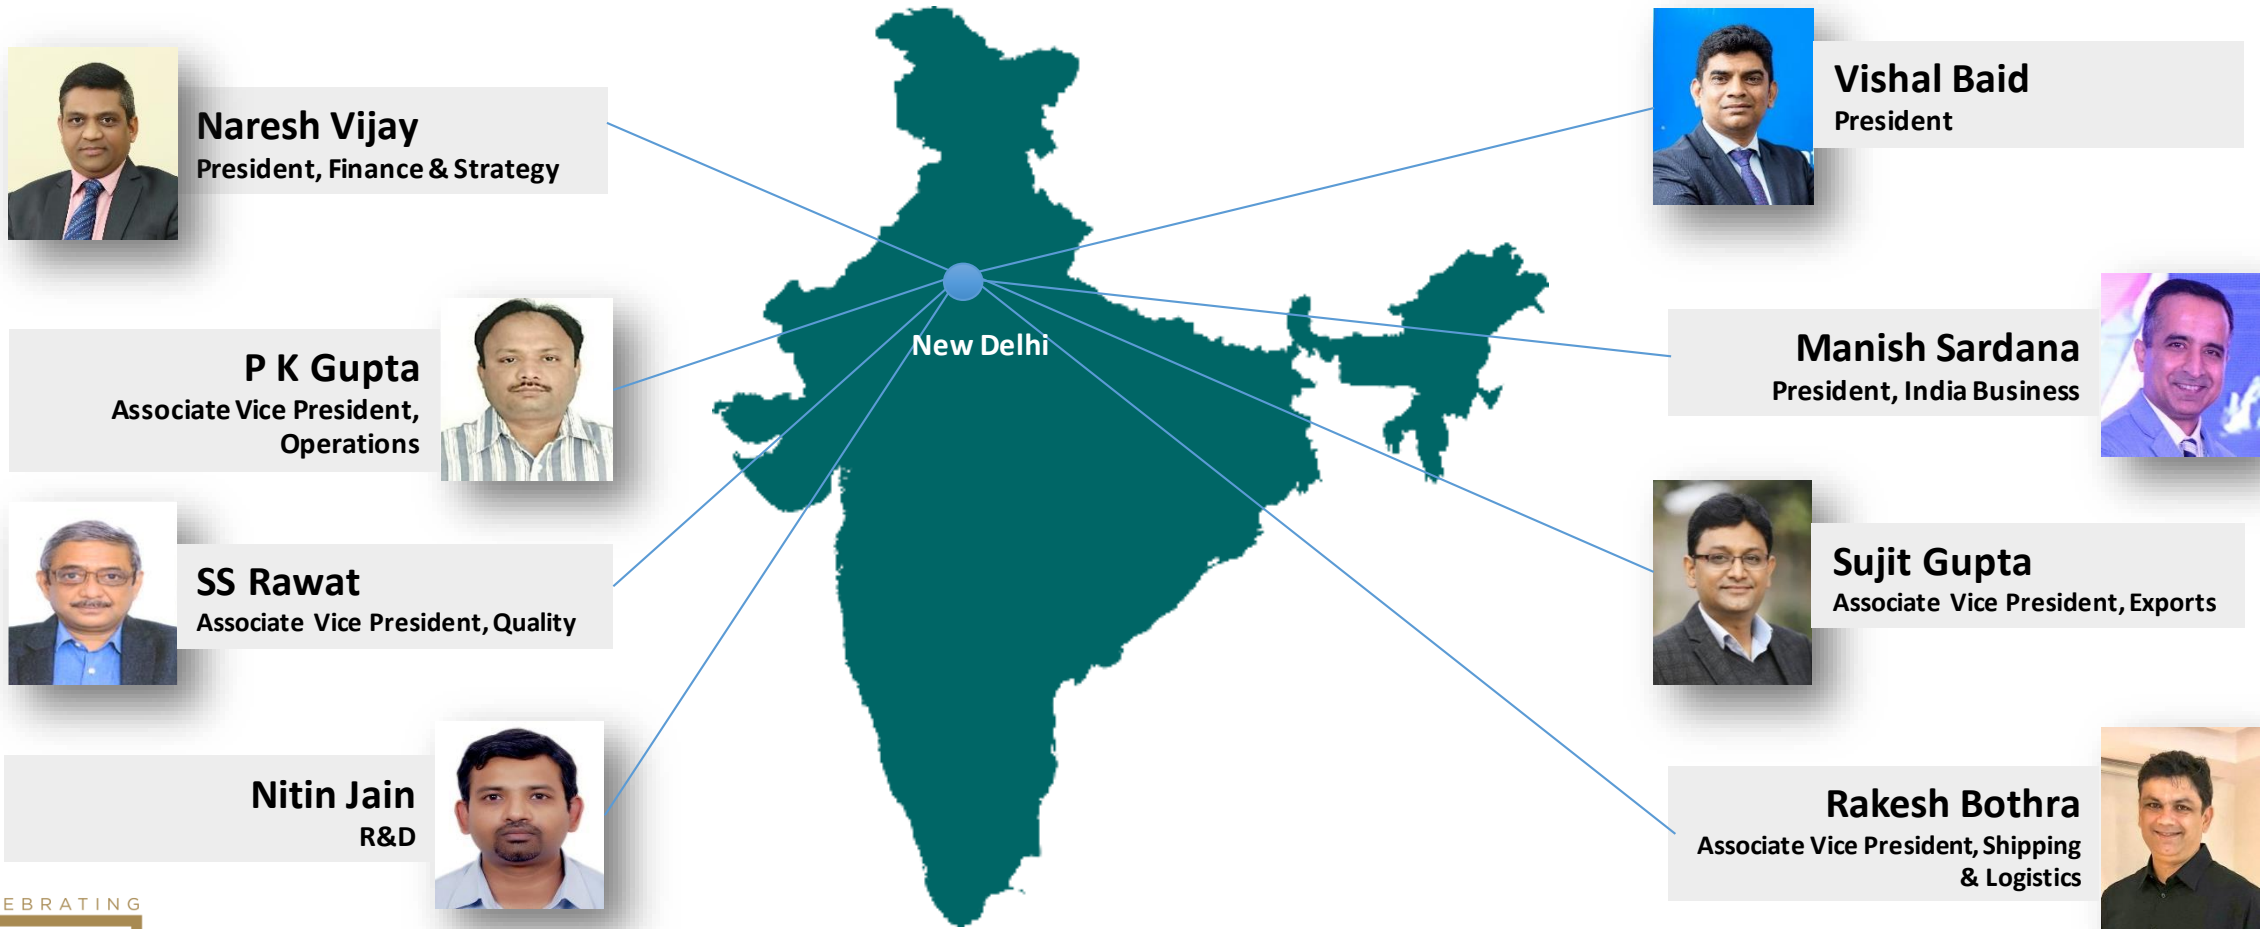 Naresh Vijay
President, Finance & Strategy
P K Gupta
Associate Vice President,
Operations
SS Rawat
Associate Vice President, Quality
Nitin Jain
R&D
EBRATING
New Delhi
Vishal Baid
President
Manish Sardana
President, India Business
Sujit Gupta
Associate Vice President, Exports
Rakesh Bothra
Associate Vice President, Shipping
& Logistics